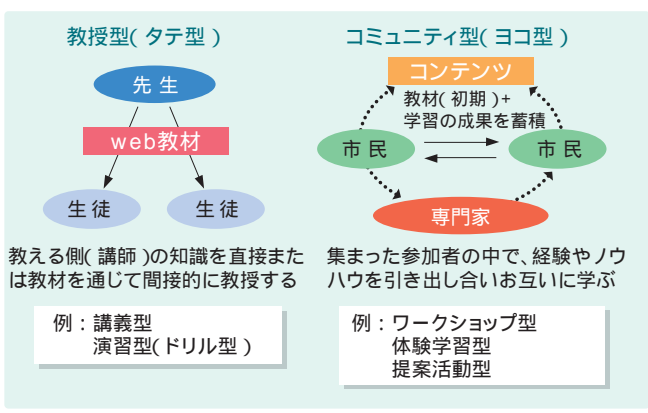 教授型(タテ型)
先生
web教材
生徒
生徒
教える側(講師)の知識を直接また
は教材を通じて間接的に教授する
例：講義型
演習型(ドリル型)
コミュニティ型(ヨコ型)
コンテンツ
教材(初期)+
学習の成果を蓄積
市民
市民
専門家
集まった参加者の中で、経験やノウ
ハウを引き出し合いお互いに学ぶ
例：ワークショップ型
体験学習型
提案活動型